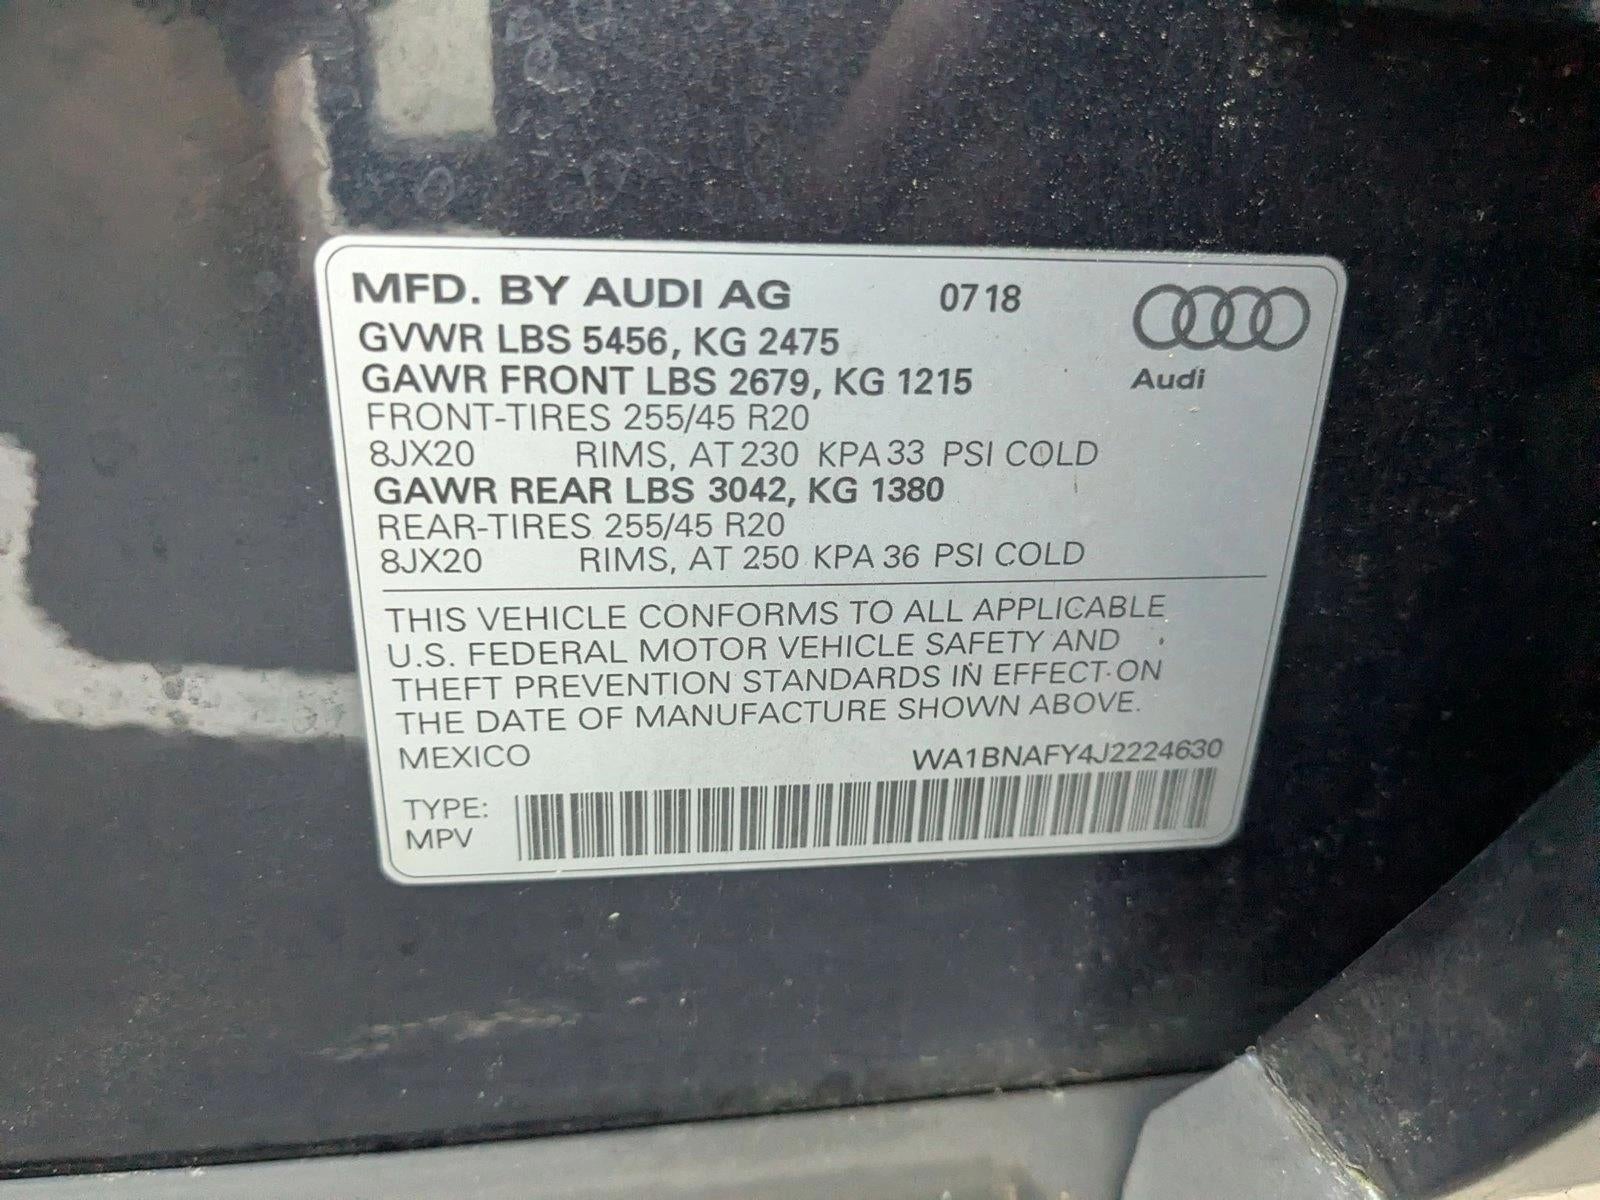 MFD. BY AUDI AG 0718
GVWR LBS 5456, KG 2475
GAWR FRONT LBS 2679, KG 1215
Audi
FRONT-TIRES 255/45 R20
8JX20 RIMS, AT 230 KPA 33 PSI COLD
GAWR REAR LBS 3042, KG 1380
REAR-TIRES 255/45 R20
8JX20 RIMS, AT 250 KPA 36 PSI COLD
THIS VEHICLE CONFORMS TO ALL APPLICABLE
U.S. FEDERAL MOTOR VEHICLE SAFETY AND
THEFT PREVENTION STANDARDS IN EFFECT ON
THE DATE OF MANUFACTURE SHOWN ABOVE.
MEXICO WA1BNAFY4J2224630
TYPE:
MPV